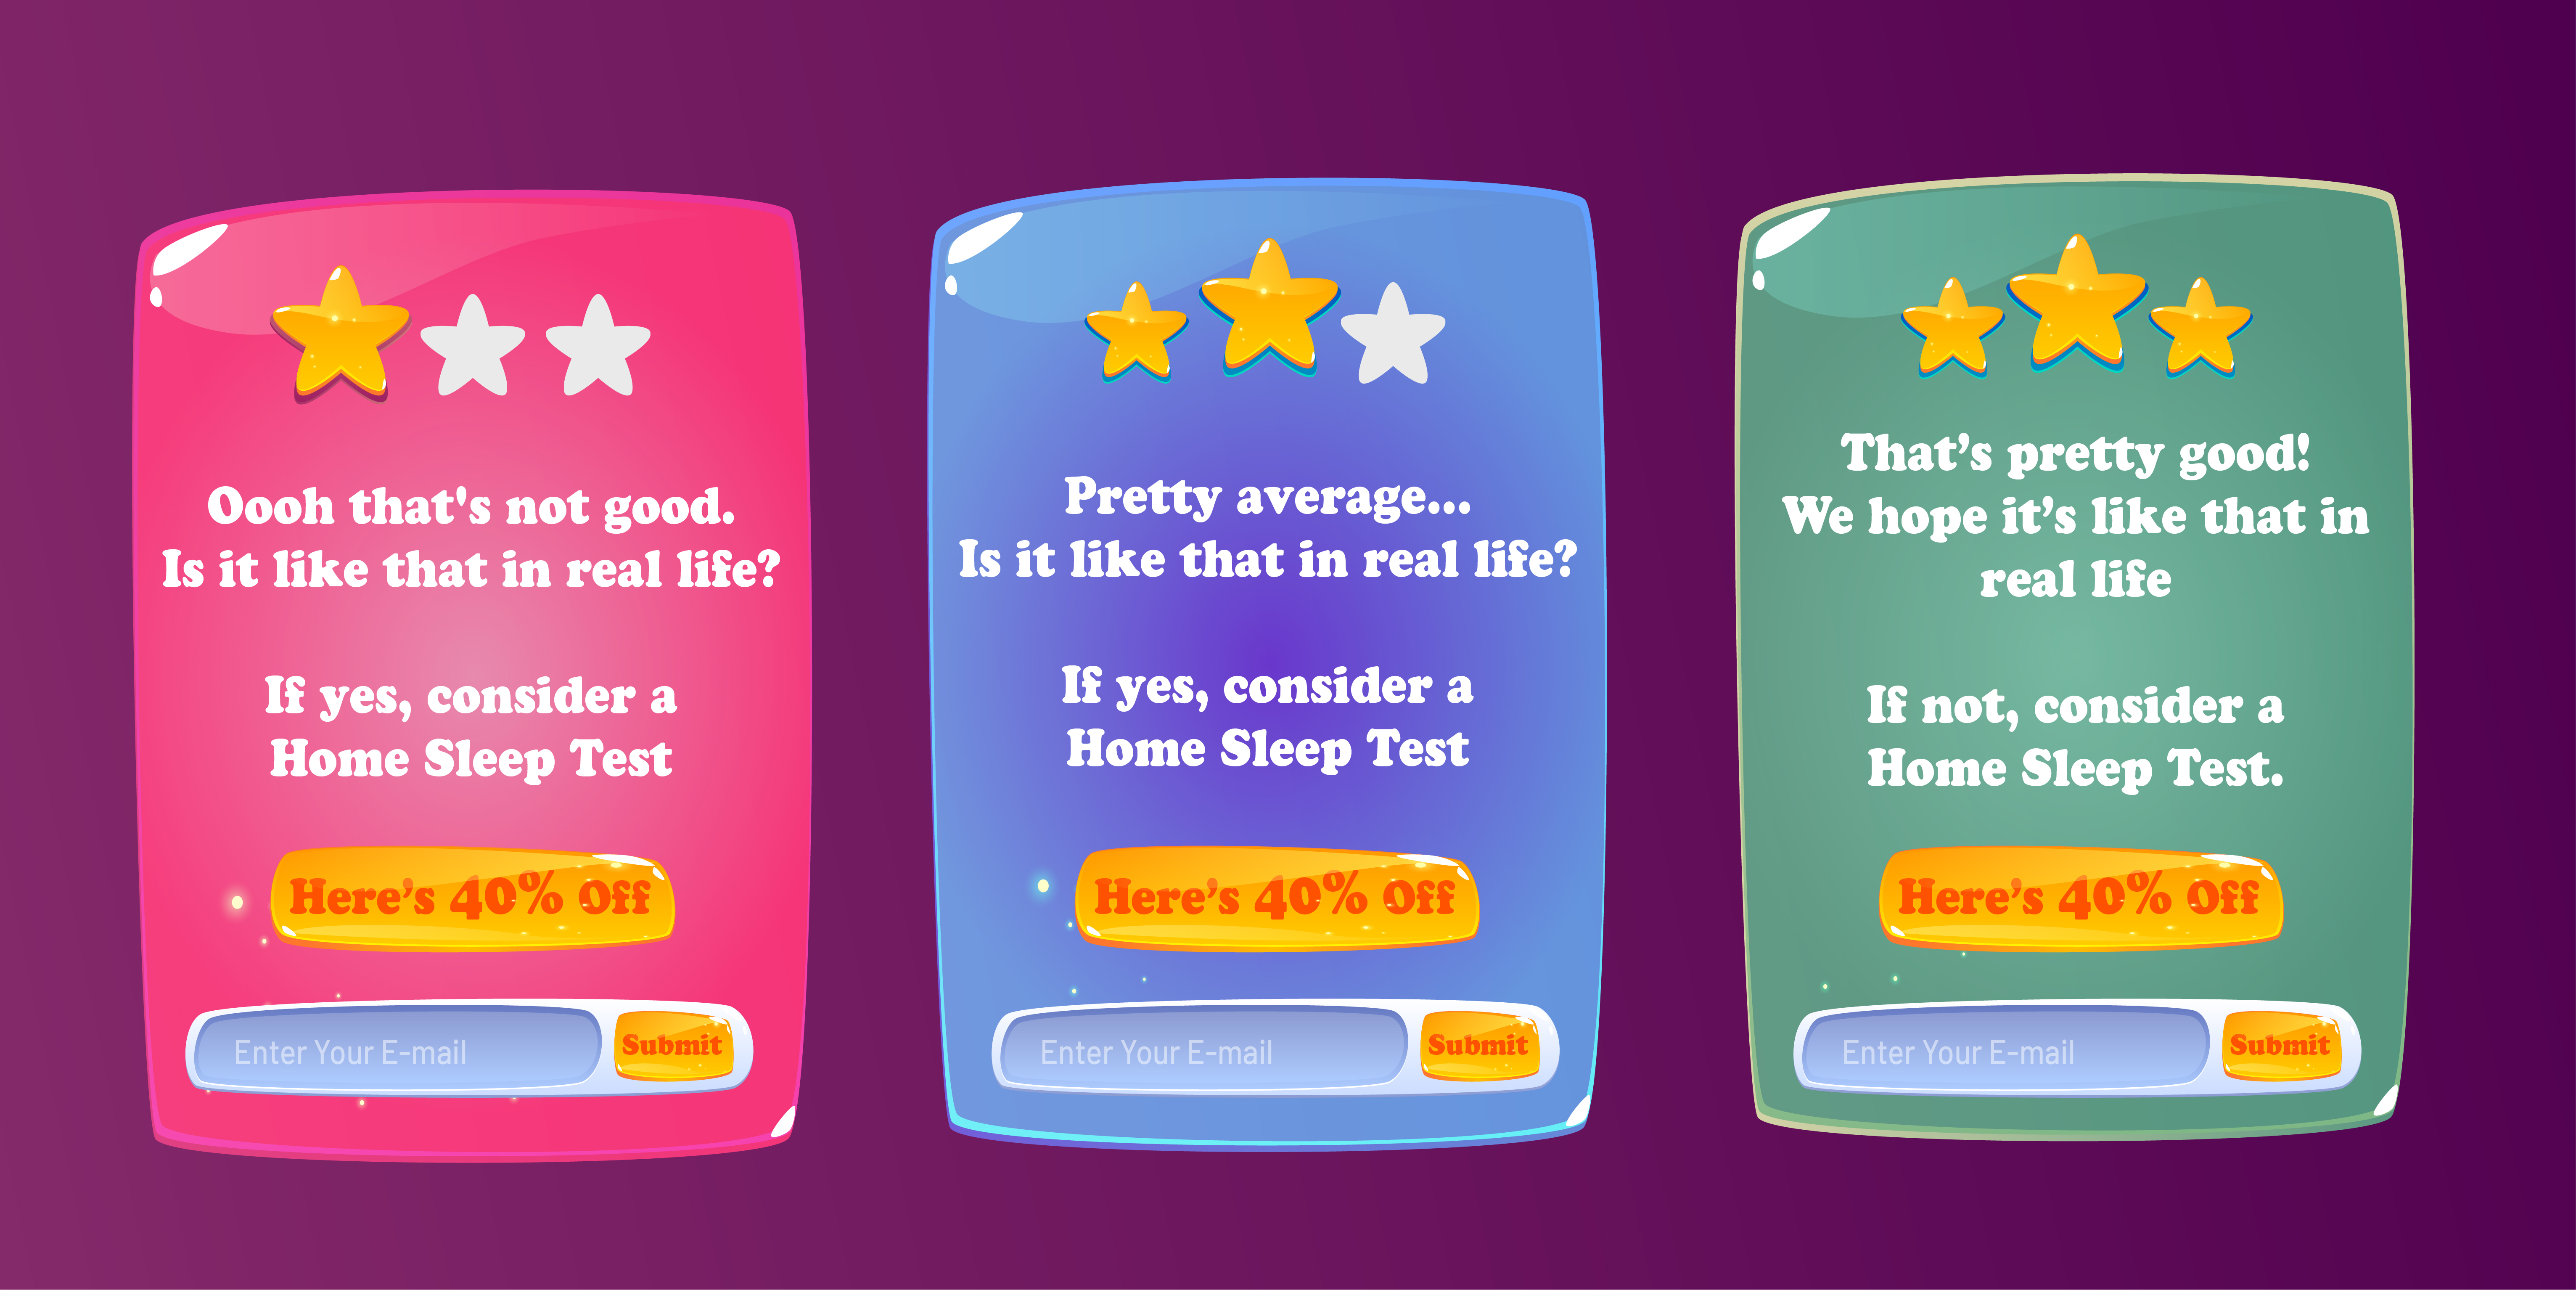 Oooh that's not good.
Is it like that in real life?
If yes, consider a
Home Sleep Test
Here's 40% Off
Enter Your E-mail
Submit
Pretty average...
Is it like that in real life?
If yes, consider a
Home Sleep Test
Here's 40% Off
Enter Your E-mail
Submit
That's pretty good!
We hope it's like that in
real life
If not, consider a
Home Sleep Test.
Here's 40% Off
Enter Your E-mail
Submit